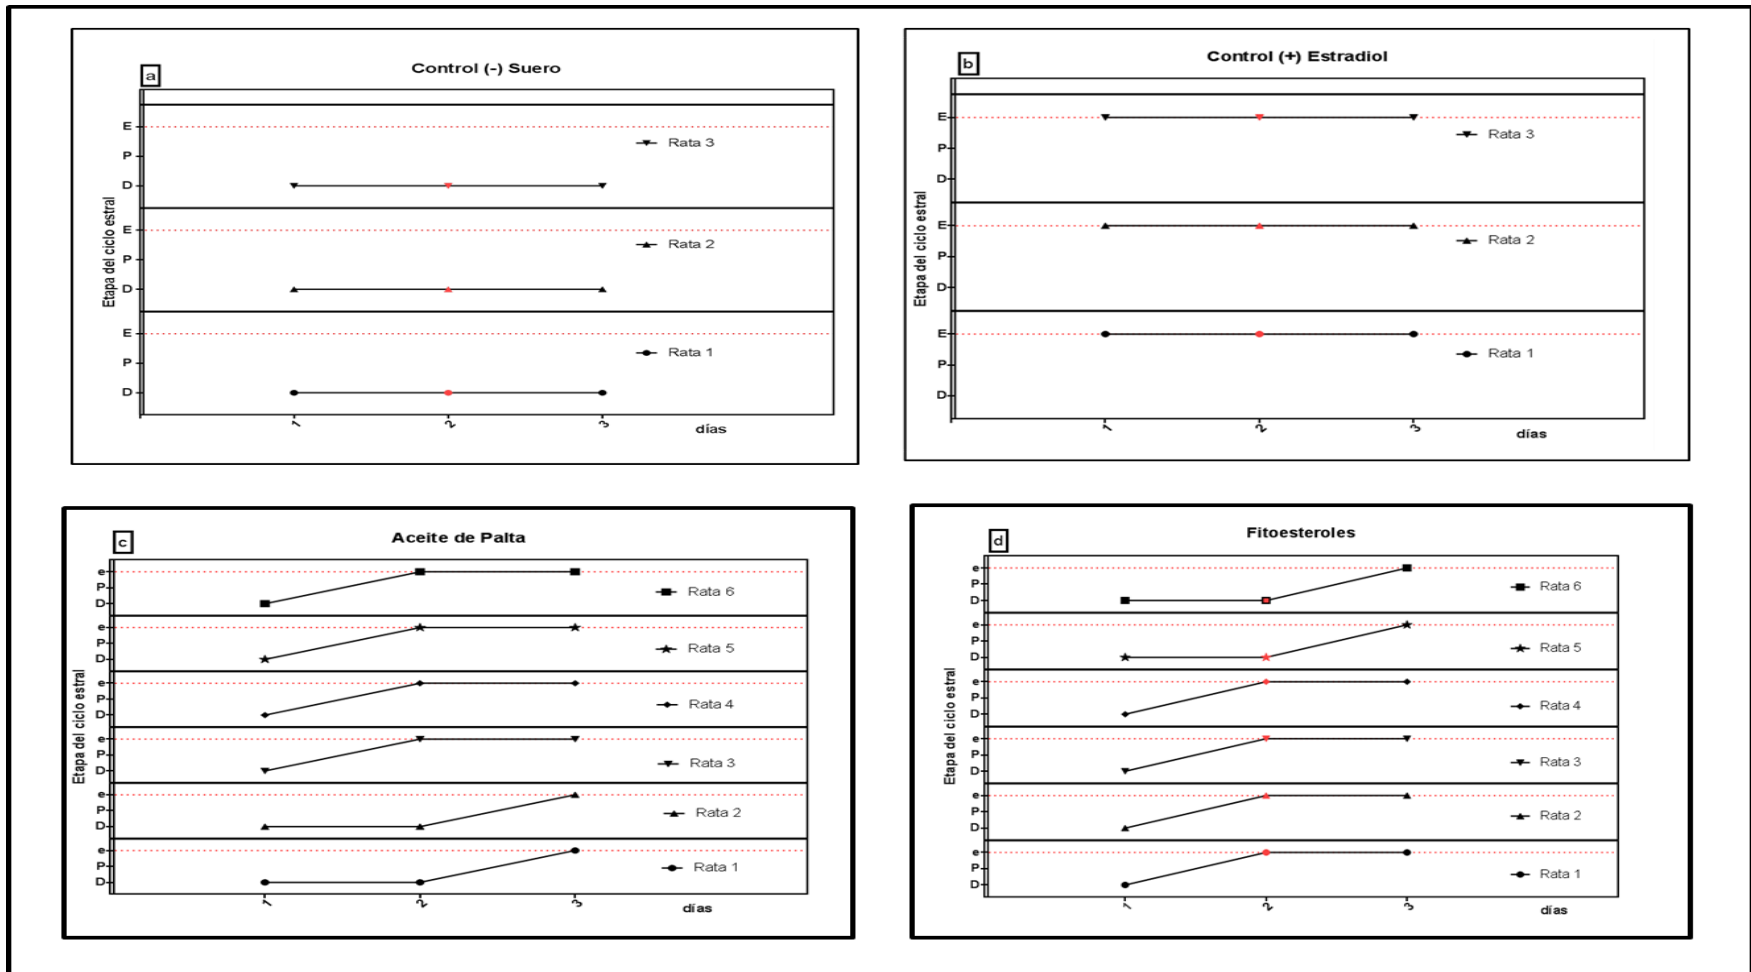 a
Control (-) Suero
Etapa del ciclo estral
E
P
D
Rata 3
E
P
D
Rata 2
E
P
D
Rata 1
1 2 3
días
b
Control (+) Estradiol
Etapa del ciclo estral
E
P
D
Rata 3
E
P
D
Rata 2
E
P
D
Rata 1
1 2 3
días
c
Aceite de Palta
Etapa del ciclo estral
e
P
D
Rata 6
e
P
D
Rata 5
e
P
D
Rata 4
e
P
D
Rata 3
e
P
D
Rata 2
e
P
D
Rata 1
1 2 3
días
d
Fitoesteroles
Etapa del ciclo estral
e
P
D
Rata 6
e
P
D
Rata 5
e
P
D
Rata 4
e
P
D
Rata 3
e
P
D
Rata 2
e
P
D
Rata 1
1 2 3
días